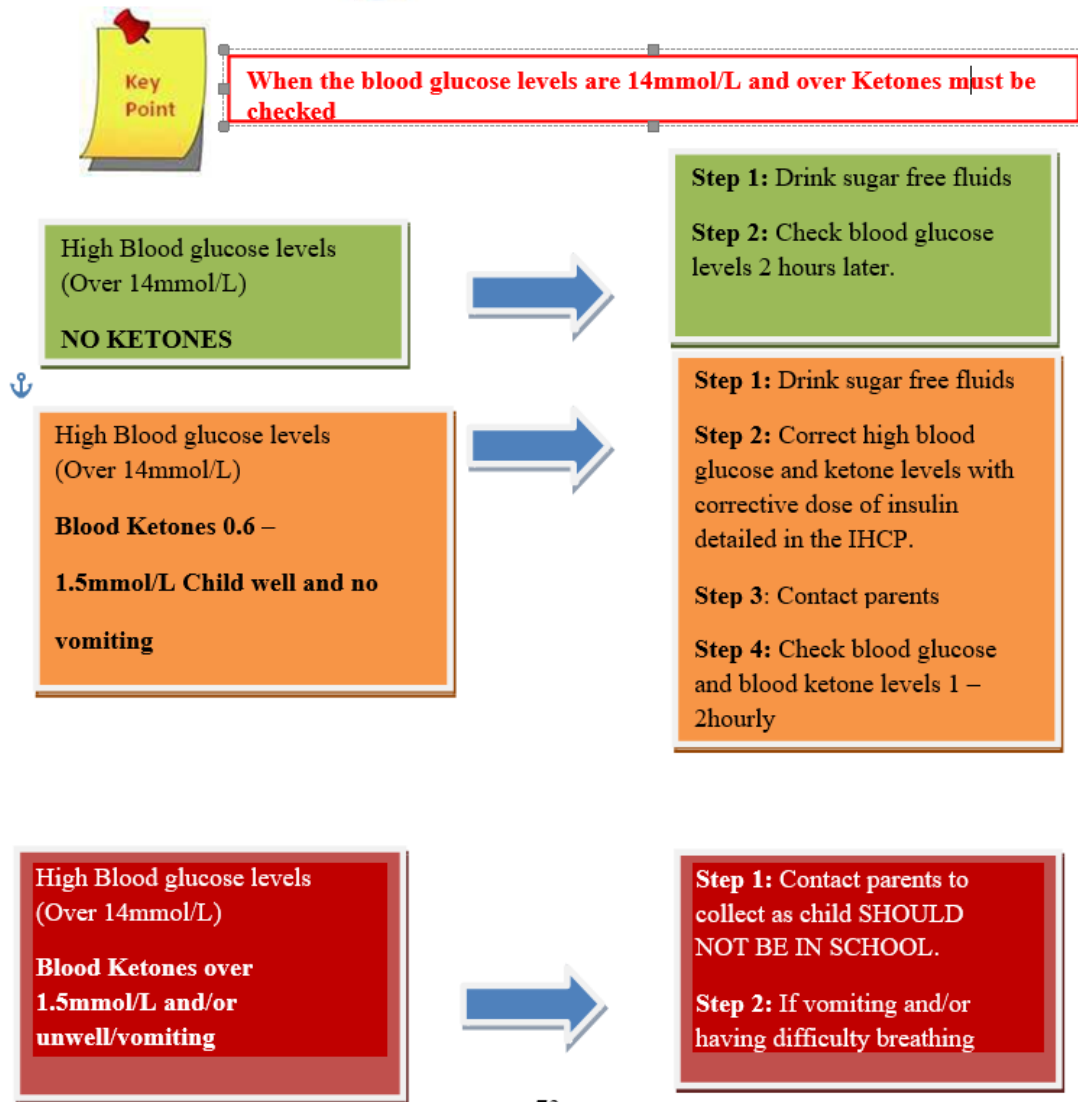 Key
Point
When the blood glucose levels are 14mmol/L and over Ketones must be
checked
High Blood glucose levels
(Over 14mmol/L)
NO KETONES
Step 1: Drink sugar free fluids
Step 2: Check blood glucose
levels 2 hours later.
High Blood glucose levels
(Over 14mmol/L)
Blood Ketones 0.6 –
1.5mmol/L Child well and no
vomiting
Step 1: Drink sugar free fluids
Step 2: Correct high blood
glucose and ketone levels with
corrective dose of insulin
detailed in the IHCP.
Step 3: Contact parents
Step 4: Check blood glucose
and blood ketone levels 1 –
2hourly
High Blood glucose levels
(Over 14mmol/L)
Blood Ketones over
1.5mmol/L and/or
unwell/vomiting
Step 1: Contact parents to
collect as child SHOULD
NOT BE IN SCHOOL.
Step 2: If vomiting and/or
having difficulty breathing